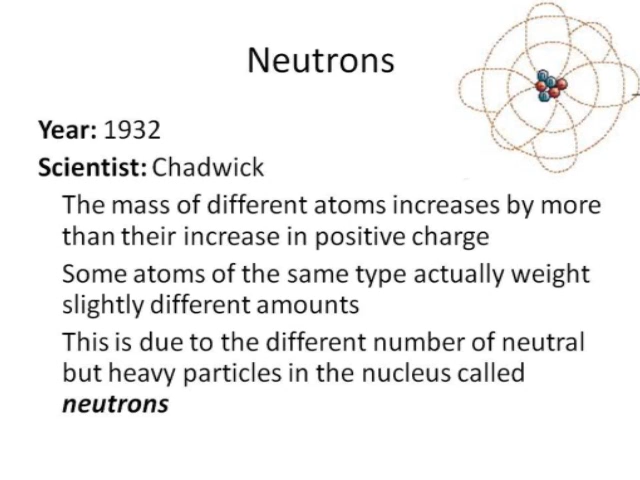 Neutrons
Year: 1932
Scientist: Chadwick
The mass of different atoms increases by more
than their increase in positive charge
Some atoms of the same type actually weight
slightly different amounts
This is due to the different number of neutral
but heavy particles in the nucleus called
neutrons